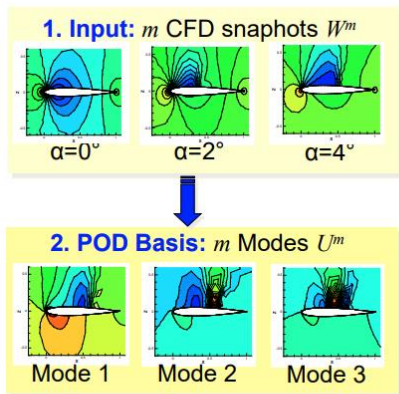 1. Input: m CFD snaphots Wᵐ
α=0° α=2° α=4°
2. POD Basis: m Modes Uᵐ
Mode 1 Mode 2 Mode 3